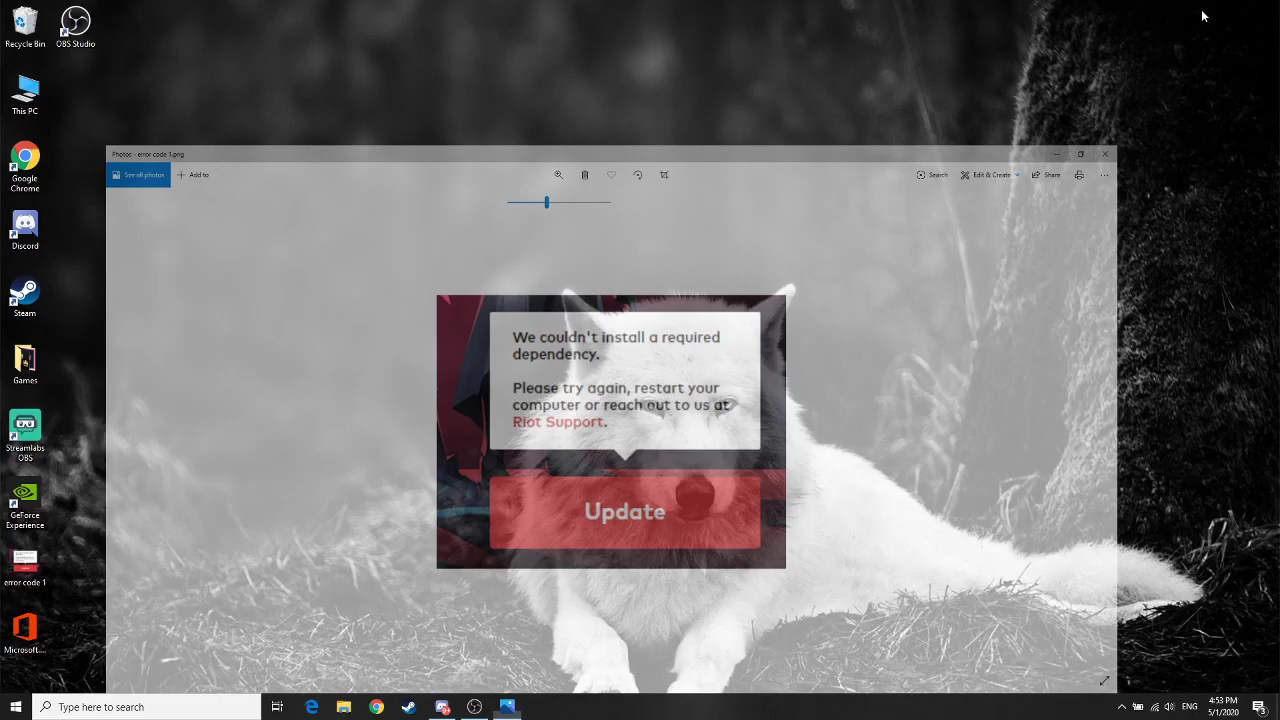 Recycle Bin
OBS Studio
This PC
Google
Chrome
Discord
Steam
Games
Streamlabs
OBS
GeForce
Experience
error code 1
Microsoft....
Photos - error code 1.png
See all photos
Add to
Search
Edit & Create
Share
We couldn't install a required
dependency.
Please try again, restart your
computer or reach out to us at
Riot Support.
Update
Type here to search
ENG
4:53 PM
5/1/2020
3